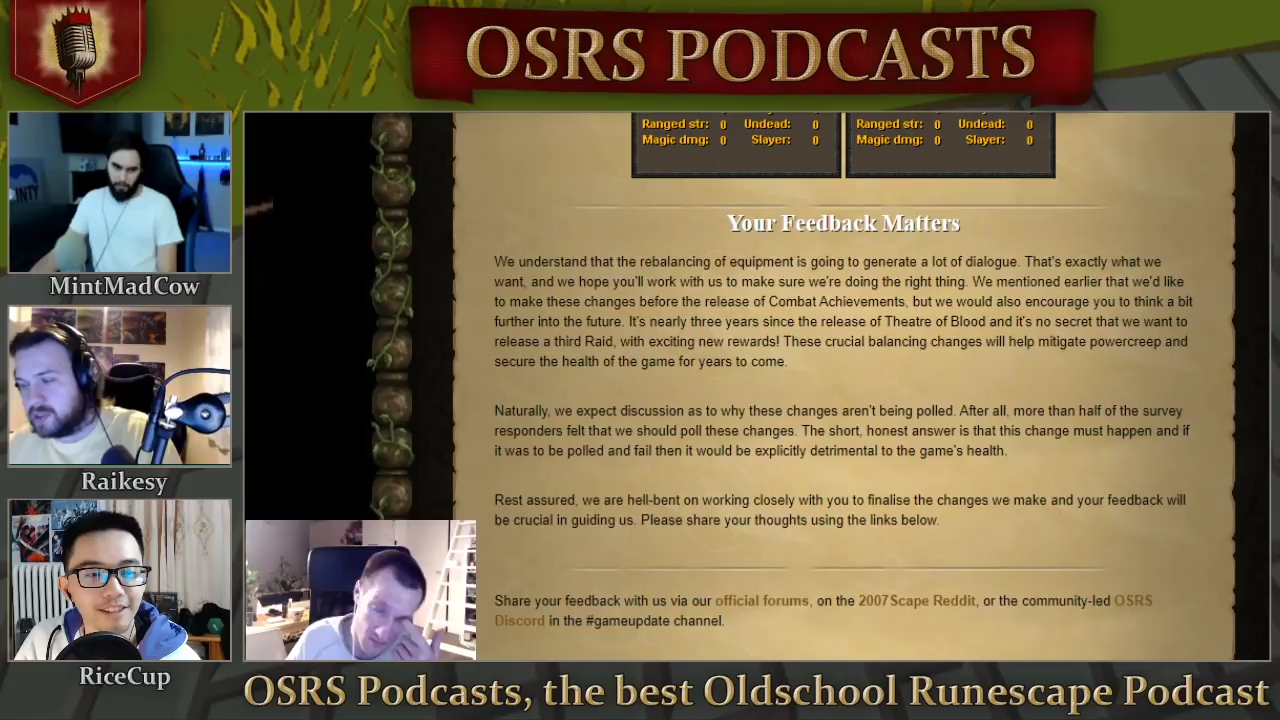 OSRS PODCASTS
Ranged str: 0 Undead: 0
Magic dmg: 0 Slayer: 0
Ranged str: 0 Undead: 0
Magic dmg: 0 Slayer: 0
Your Feedback Matters
We understand that the rebalancing of equipment is going to generate a lot of dialogue. That's exactly what we
want, and we hope you'll work with us to make sure we're doing the right thing. We mentioned earlier that we'd like
to make these changes before the release of Combat Achievements, but we would also encourage you to think a bit
further into the future. It's nearly three years since the release of Theatre of Blood and it's no secret that we want to
release a third Raid, with exciting new rewards! These crucial balancing changes will help mitigate powercreep and
secure the health of the game for years to come.
Naturally, we expect discussion as to why these changes aren't being polled. After all, more than half of the survey
responders felt that we should poll these changes. The short, honest answer is that this change must happen and if
it was to be polled and fail then it would be explicitly detrimental to the game's health.
Rest assured, we are hell-bent on working closely with you to finalise the changes we make and your feedback will
be crucial in guiding us. Please share your thoughts using the links below.
Share your feedback with us via our official forums, on the 2007Scape Reddit, or the community-led OSRS
Discord in the #gameupdate channel.
MintMadCow
Raikesy
RiceCup
OSRS Podcasts, the best Oldschool Runescape Podcast